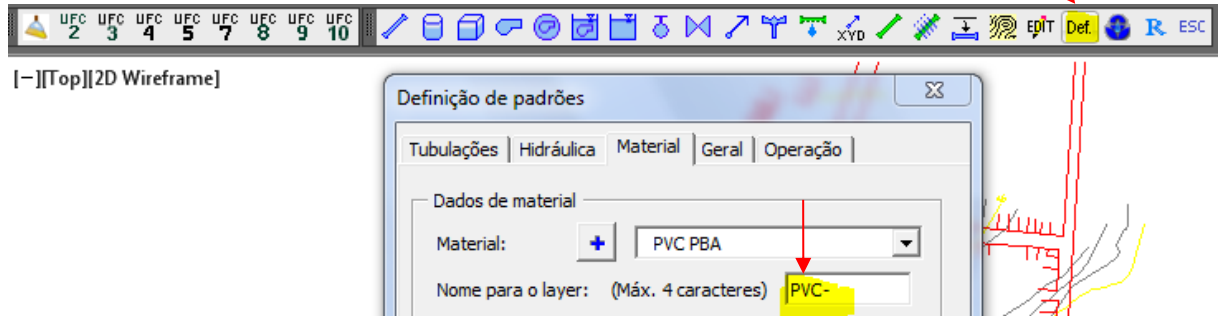 UFC 2 UFC 3 UFC 4 UFC 5 UFC 7 UFC 8 UFC 9 UFC 10 XYD EDIT Def. R ESC
[−][Top][2D Wireframe]
Definição de padrões
Tubulações Hidráulica Material Geral Operação
Dados de material
Material: + PVC PBA
Nome para o layer: (Máx. 4 caracteres) PVC-